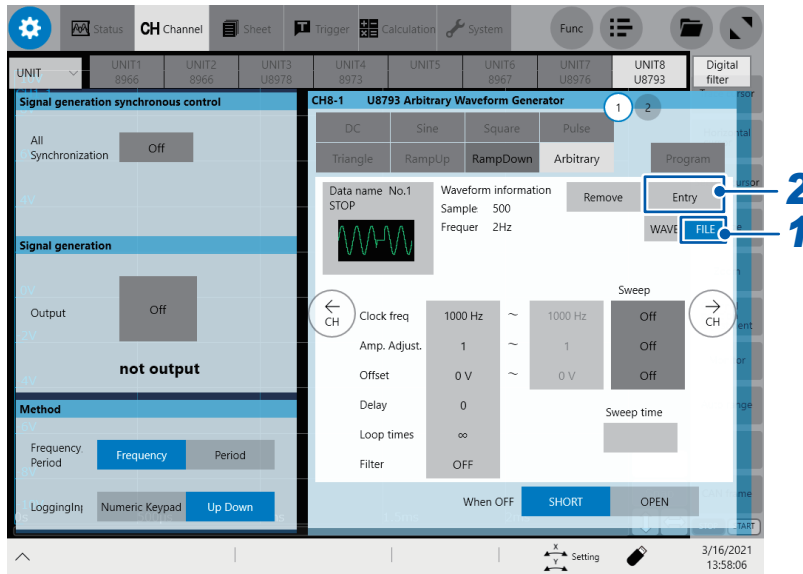 Status CH Channel Sheet Trigger Calculation System Func
UNIT UNIT1 UNIT2 UNIT3 UNIT4 UNIT5 UNIT6 UNIT7 UNIT8 Digital
8966 8966 U8978 8973 8967 U8976 U8793 filter
Signal generation synchronous control
All
Synchronization Off
Signal generation
Output Off
not output
Method
Frequency
Period Frequency Period
LoggingInp Numeric Keypad Up Down
CH8-1 U8793 Arbitrary Waveform Generator 1 2
DC Sine Square Pulse
Triangle RampUp RampDown Arbitrary Program
Data name No.1 Waveform information Remove Entry 2
STOP Sample 500
Frequer 2Hz WAVE FILE 1
Sweep
← CH → CH
Clock freq 1000 Hz ~ 1000 Hz Off
Amp. Adjust. 1 ~ 1 Off
Offset 0 V ~ 0 V Off
Delay 0 Sweep time
Loop times ∞
Filter OFF
When OFF SHORT OPEN
X
Y Setting
3/16/2021
13:58:06